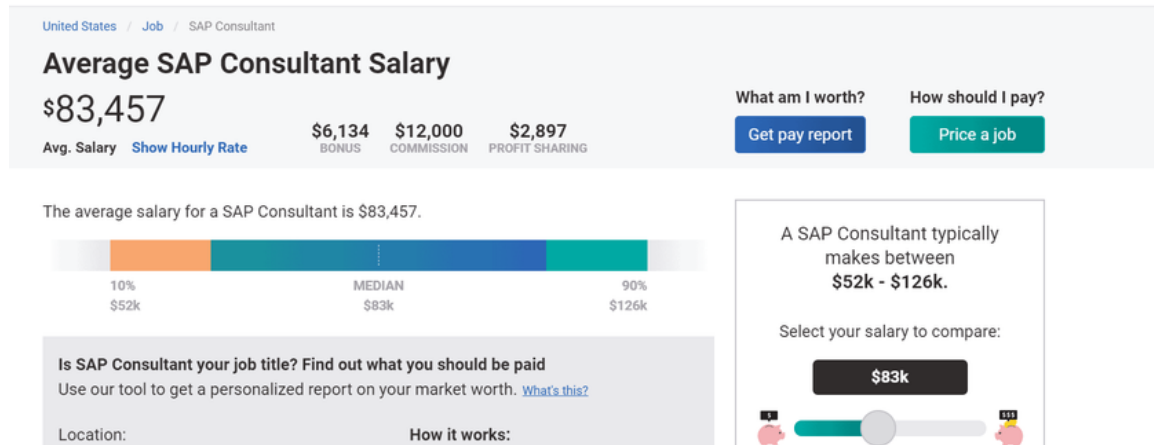 United States / Job / SAP Consultant
Average SAP Consultant Salary
$83,457
Avg. Salary Show Hourly Rate
$6,134
BONUS
$12,000
COMMISSION
$2,897
PROFIT SHARING
What am I worth?
Get pay report
How should I pay?
Price a job
The average salary for a SAP Consultant is $83,457.
10%
$52k
MEDIAN
$83k
90%
$126k
Is SAP Consultant your job title? Find out what you should be paid
Use our tool to get a personalized report on your market worth. What's this?
Location:
How it works:
A SAP Consultant typically
makes between
$52k - $126k.
Select your salary to compare:
$83k
$
$$$